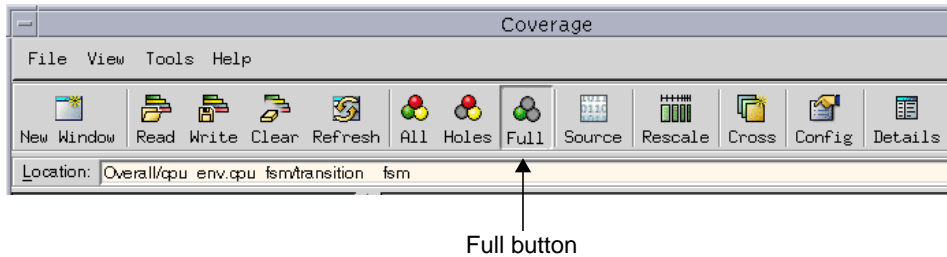 Coverage
File View Tools Help
New Window Read Write Clear Refresh All Holes Full Source Rescale Cross Config Details
Location: Overall/cpu env.cpu fsm/transition fsm
Full button